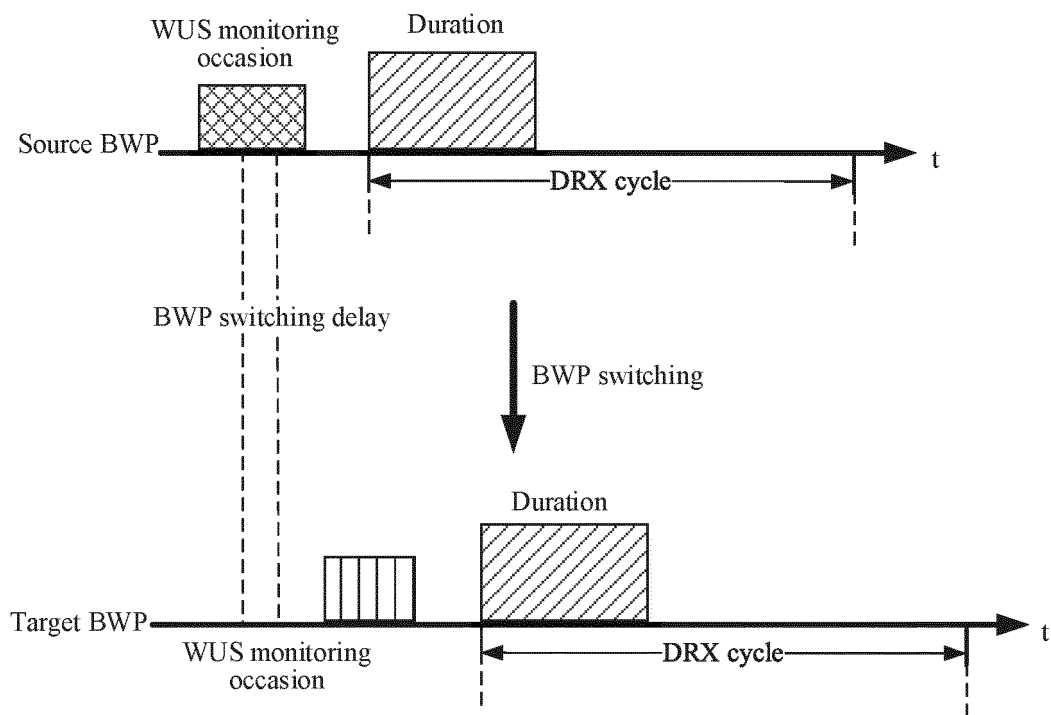 WUS monitoring
occasion
Duration
Source BWP
t
DRX cycle
BWP switching delay
BWP switching
Duration
Target BWP
t
WUS monitoring
occasion
DRX cycle